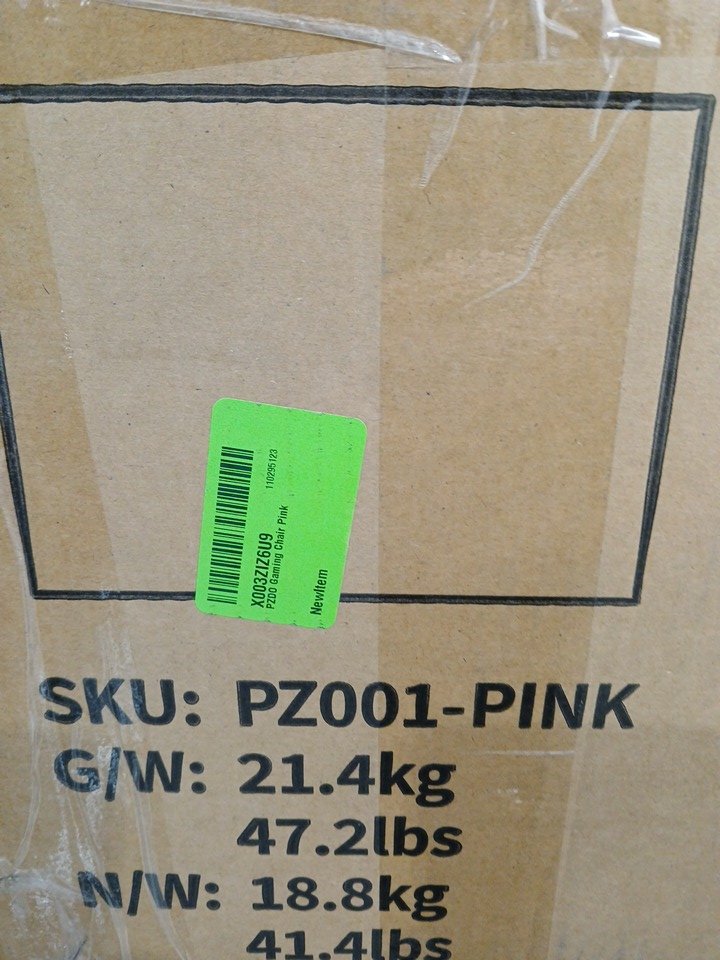 110295123
X003ZIZ6U9
PZDO Gaming Chair Pink
NewItem
SKU: PZ001-PINK
G/W: 21.4kg
47.2lbs
N/W: 18.8kg
41.4lbs